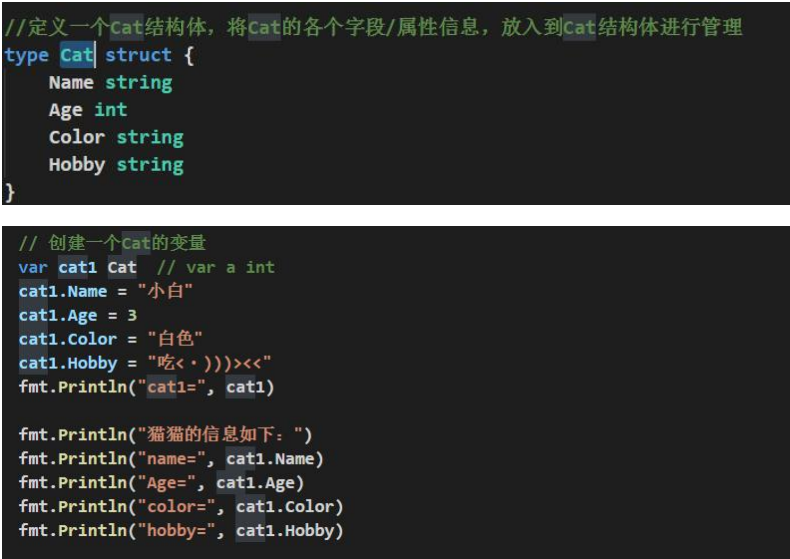 //定义一个Cat结构体，将Cat的各个字段/属性信息，放入到Cat结构体进行管理
type Cat struct {
    Name string
    Age int
    Color string
    Hobby string
}
// 创建一个Cat的变量
var cat1 Cat  // var a int
cat1.Name = "小白"
cat1.Age = 3
cat1.Color = "白色"
cat1.Hobby = "吃<・)))><<"
fmt.Println("cat1=", cat1)
fmt.Println("猫猫的信息如下：")
fmt.Println("name=", cat1.Name)
fmt.Println("Age=", cat1.Age)
fmt.Println("color=", cat1.Color)
fmt.Println("hobby=", cat1.Hobby)